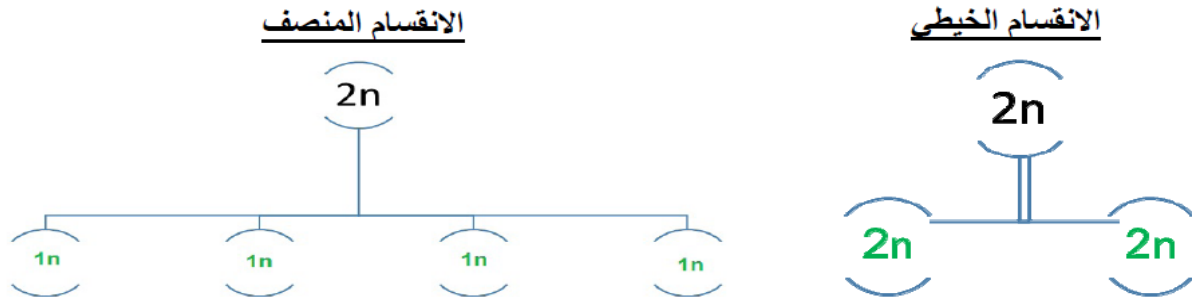 الانقسام الخيطي
2n
2n
2n
الانقسام المنصف
2n
1n
1n
1n
1n